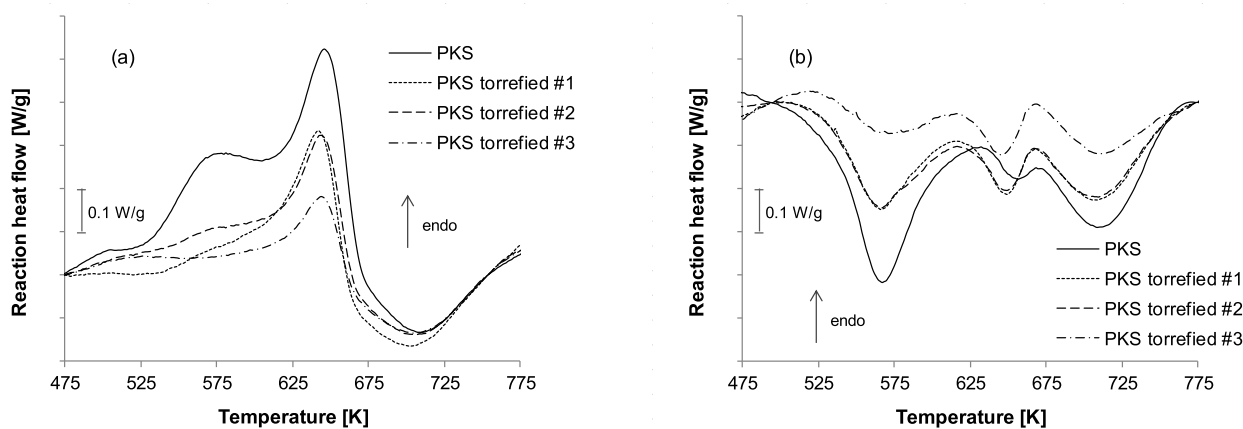 (a)
PKS
PKS torrefied #1
PKS torrefied #2
PKS torrefied #3
Reaction heat flow [W/g]
0.1 W/g
endo
475 525 575 625 675 725 775
Temperature [K]
(b)
Reaction heat flow [W/g]
0.1 W/g
PKS
PKS torrefied #1
PKS torrefied #2
PKS torrefied #3
endo
475 525 575 625 675 725 775
Temperature [K]